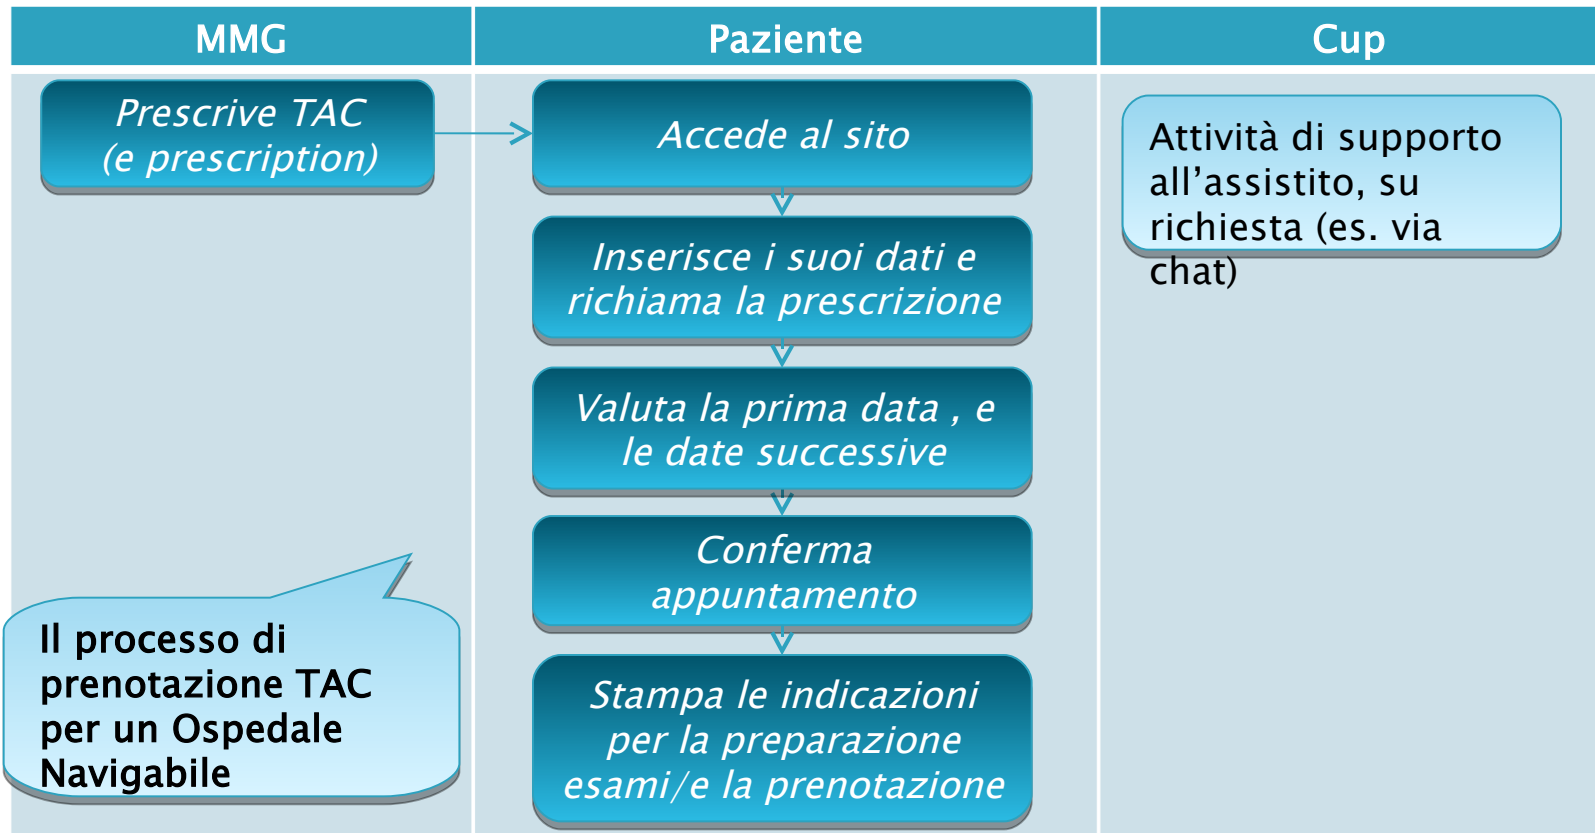 MMG
Paziente
Cup
Prescrive TAC
(e prescription)
Accede al sito
Attività di supporto
all’assistito, su
richiesta (es. via
chat)
Inserisce i suoi dati e
richiama la prescrizione
Valuta la prima data , e
le date successive
Conferma
appuntamento
Il processo di
prenotazione TAC
per un Ospedale
Navigabile
Stampa le indicazioni
per la preparazione
esami/e la prenotazione